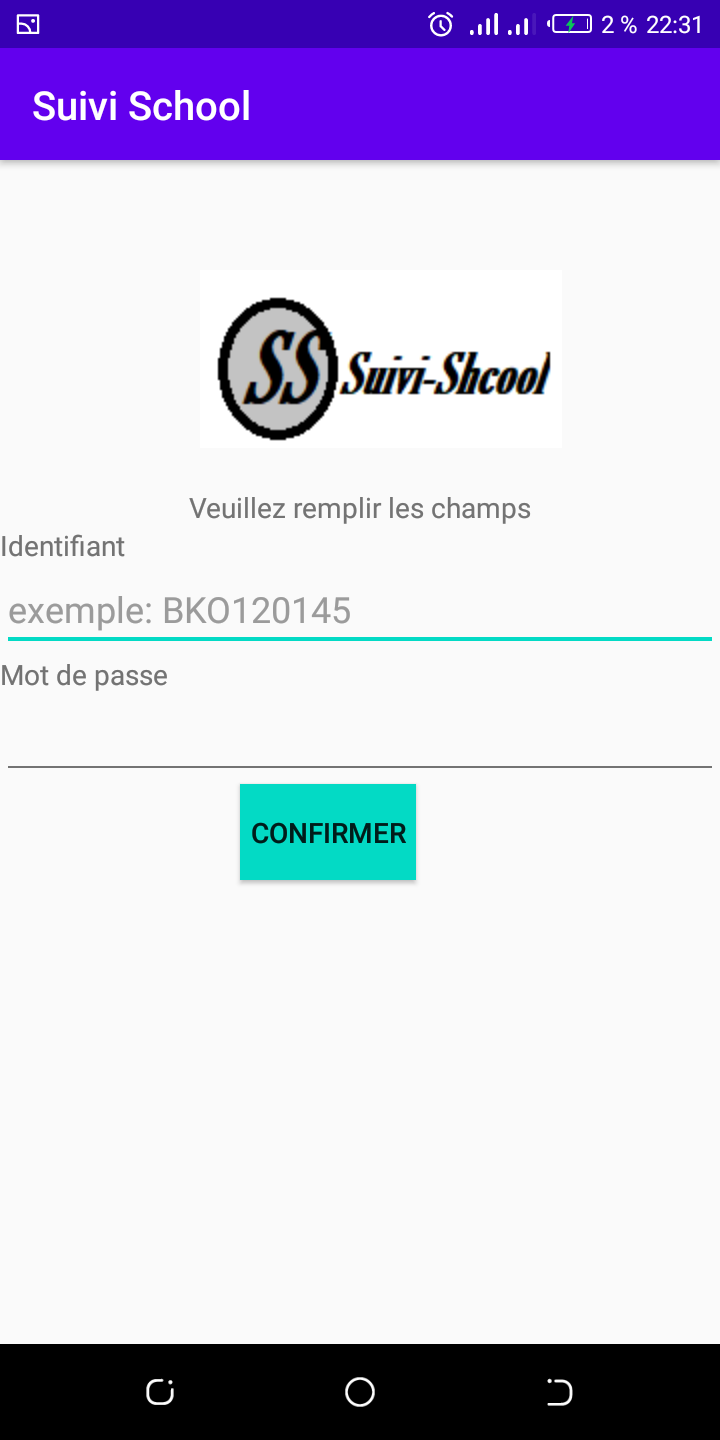 2 % 22:31
Suivi School
SS Suivi-Shcool
Veuillez remplir les champs
Identifiant
exemple: BKO120145
Mot de passe
CONFIRMER